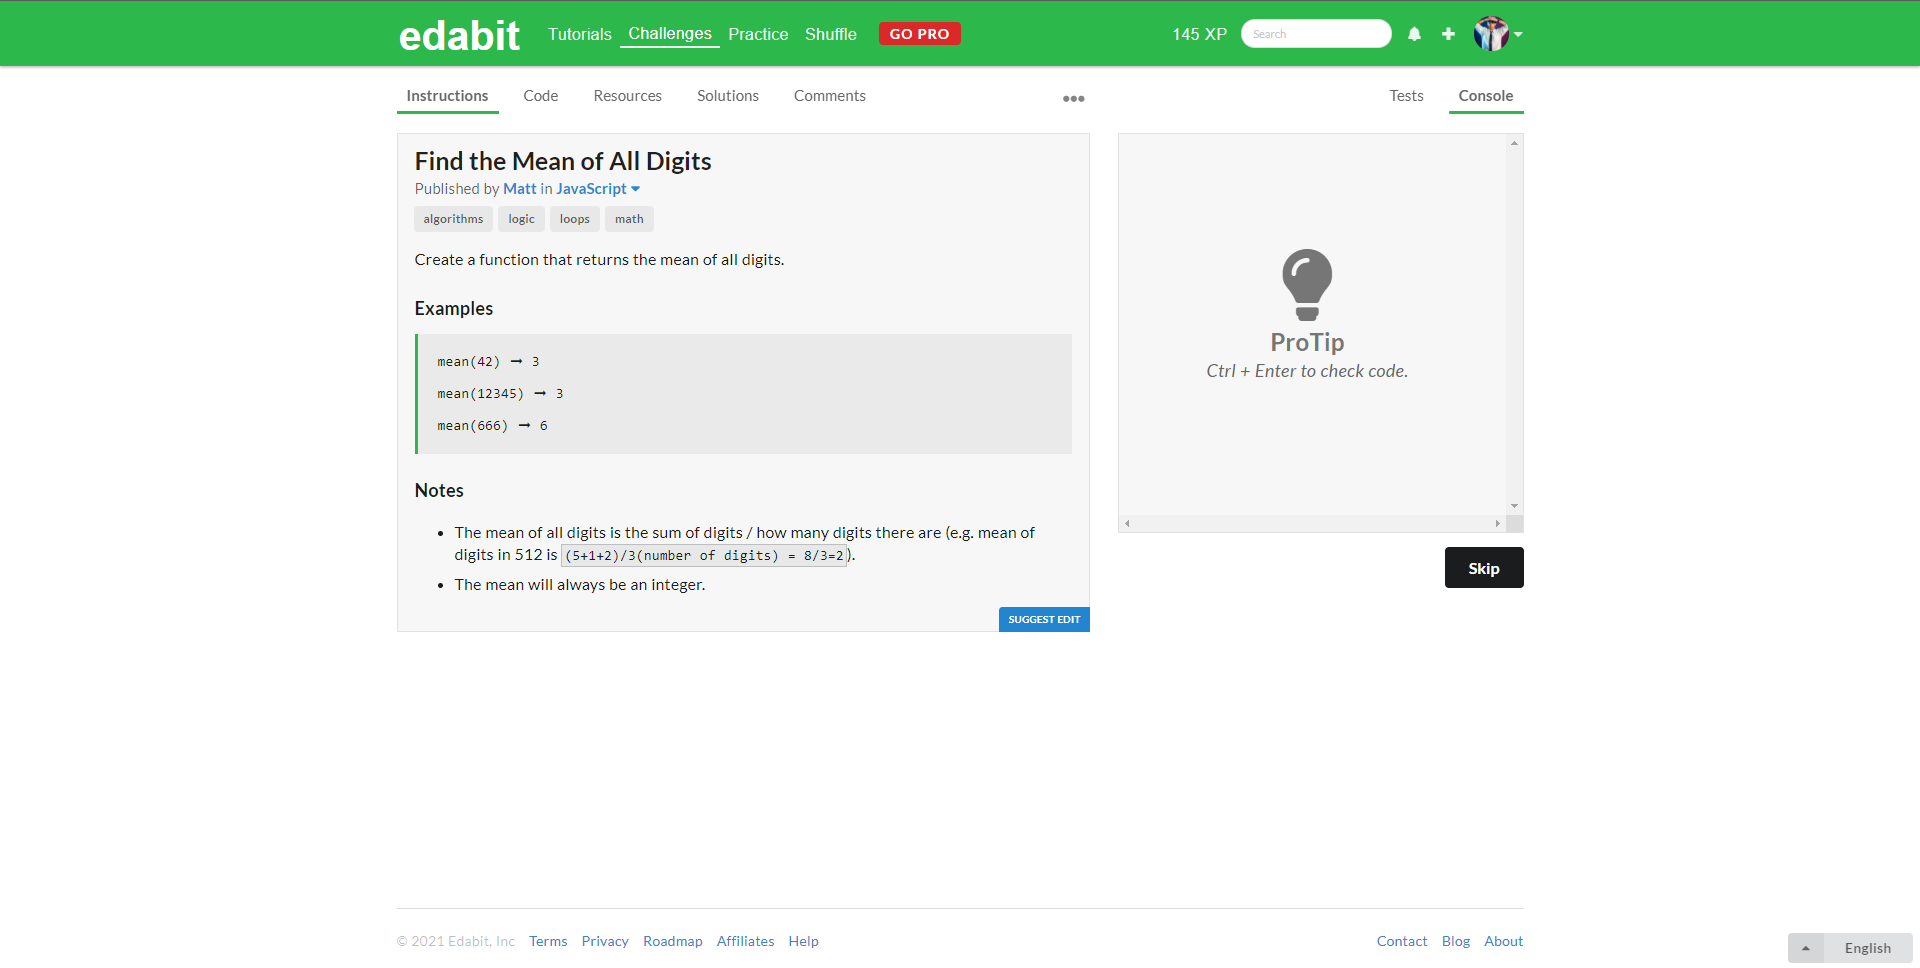 edabit Tutorials Challenges Practice Shuffle GO PRO 145 XP Search
Instructions Code Resources Solutions Comments Tests Console
Find the Mean of All Digits
Published by Matt in JavaScript
algorithms logic loops math
Create a function that returns the mean of all digits.
Examples
mean(42) ➞ 3
mean(12345) ➞ 3
mean(666) ➞ 6
Notes
• The mean of all digits is the sum of digits / how many digits there are (e.g. mean of
digits in 512 is (5+1+2)/3(number of digits) = 8/3=2).
• The mean will always be an integer.
SUGGEST EDIT
ProTip
Ctrl + Enter to check code.
Skip
© 2021 Edabit, Inc Terms Privacy Roadmap Affiliates Help Contact Blog About
English